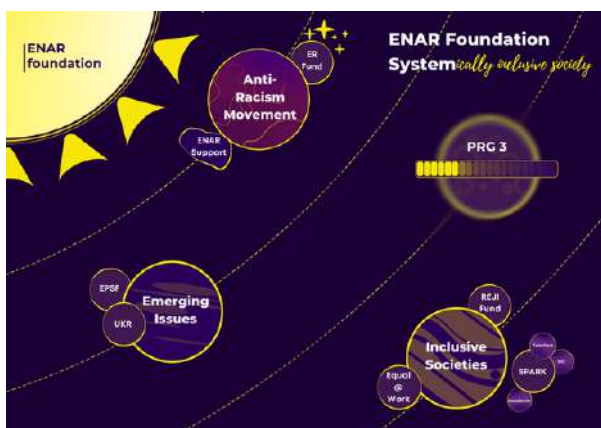 ENAR
foundation
ENAR Foundation
Systemically inclusive society
ER
Fund
Anti-
Racism
Movement
ENAR
Support
PRG 3
EPSF
UKR
Emerging
Issues
REJI
Fund
Inclusive
Societies
Equal
@
Work
SPARK